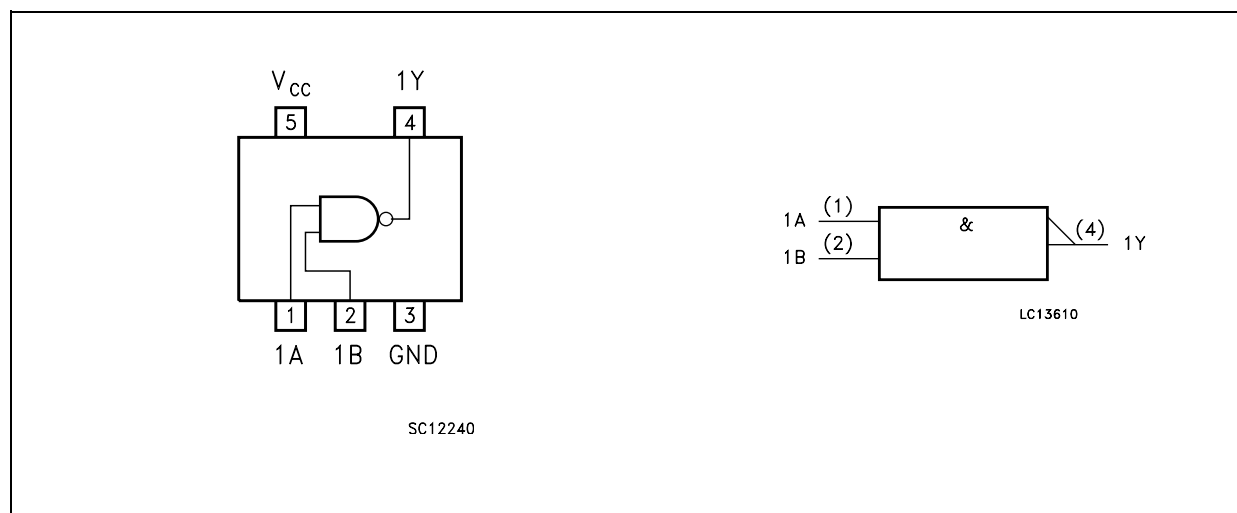 V CC 1Y
5 4
1 2 3
1A 1B GND
SC12240
1A (1) & (4) 1Y
1B (2)
LC13610